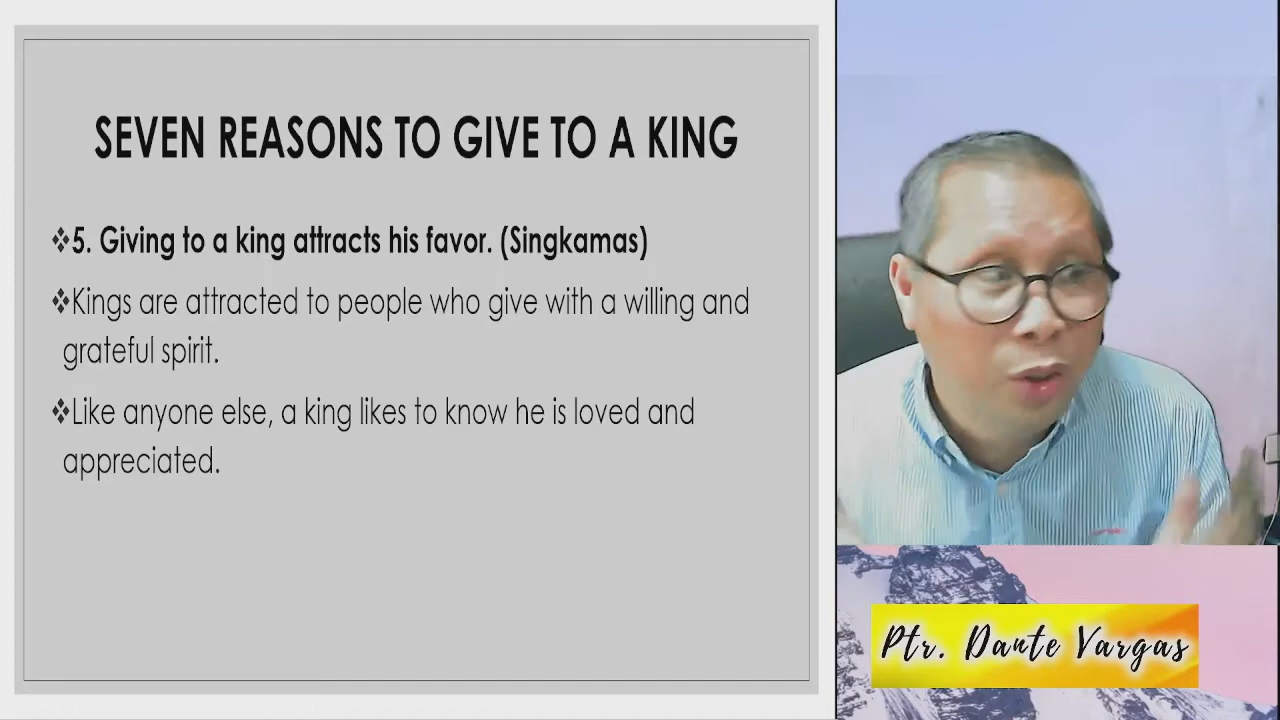 SEVEN REASONS TO GIVE TO A KING
❖5. Giving to a king attracts his favor. (Singkamas)
❖Kings are attracted to people who give with a willing and
grateful spirit.
❖Like anyone else, a king likes to know he is loved and
appreciated.
Ptr. Dante Vargas